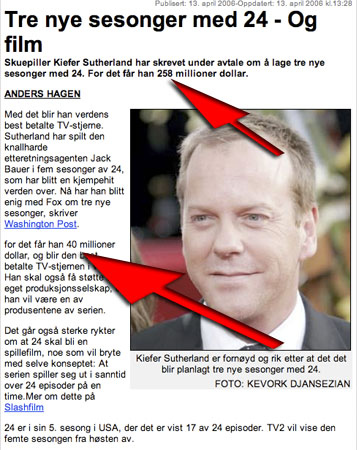 Publisert: 13. april 2006-Oppdatert: 13. april 2006 kl.13:28
Tre nye sesonger med 24 - Og
film
Skuepiller Kiefer Sutherland har skrevet under avtale om å lage tre nye
sesonger med 24. For det får han 258 millioner dollar.
ANDERS HAGEN
Med det blir han verdens
best betalte TV-stjerne.
Sutherland har spilt den
knallharde
etteretningsagenten Jack
Bauer i fem sesonger av 24,
som har blitt en kjempehit
verden over. Nå har han blitt
enig med Fox om tre nye
sesonger, skriver
Washington Post.
for det får han 40 millioner
dollar, og blir den
betalte TV-stjernen
Han skal også få støtte
eget produksjonsselskap,
han vil være en av
produsentene av serien.
Det går også sterke rykter
om at 24 skal bli en
spillefilm, noe som vil bryte
med selve konseptet: At
serien spiller seg ut i sanntid
over 24 episoder på en
time.Mer om dette på
Slashfilm
Kiefer Sutherland er fornøyd og rik etter at det det
blir planlagt tre nye sesonger med 24.
FOTO: KEVORK DJANSEZIAN
24 er i sin 5. sesong i USA, der det er vist 17 av 24 episoder. TV2 vil vise den
femte sesongen fra høsten av.